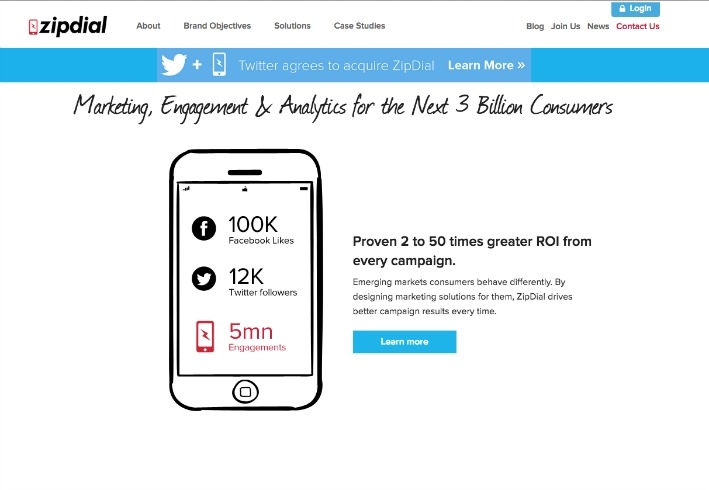 Login
zipdial
About Brand Objectives Solutions Case Studies Blog Join Us News Contact Us
+ Twitter agrees to acquire ZipDial Learn More »
Marketing, Engagement & Analytics for the Next 3 Billion Consumers
100K
Facebook Likes
12K
Twitter followers
5mn
Engagements
Proven 2 to 50 times greater ROI from
every campaign.
Emerging markets consumers behave differently. By
designing marketing solutions for them, ZipDial drives
better campaign results every time.
Learn more